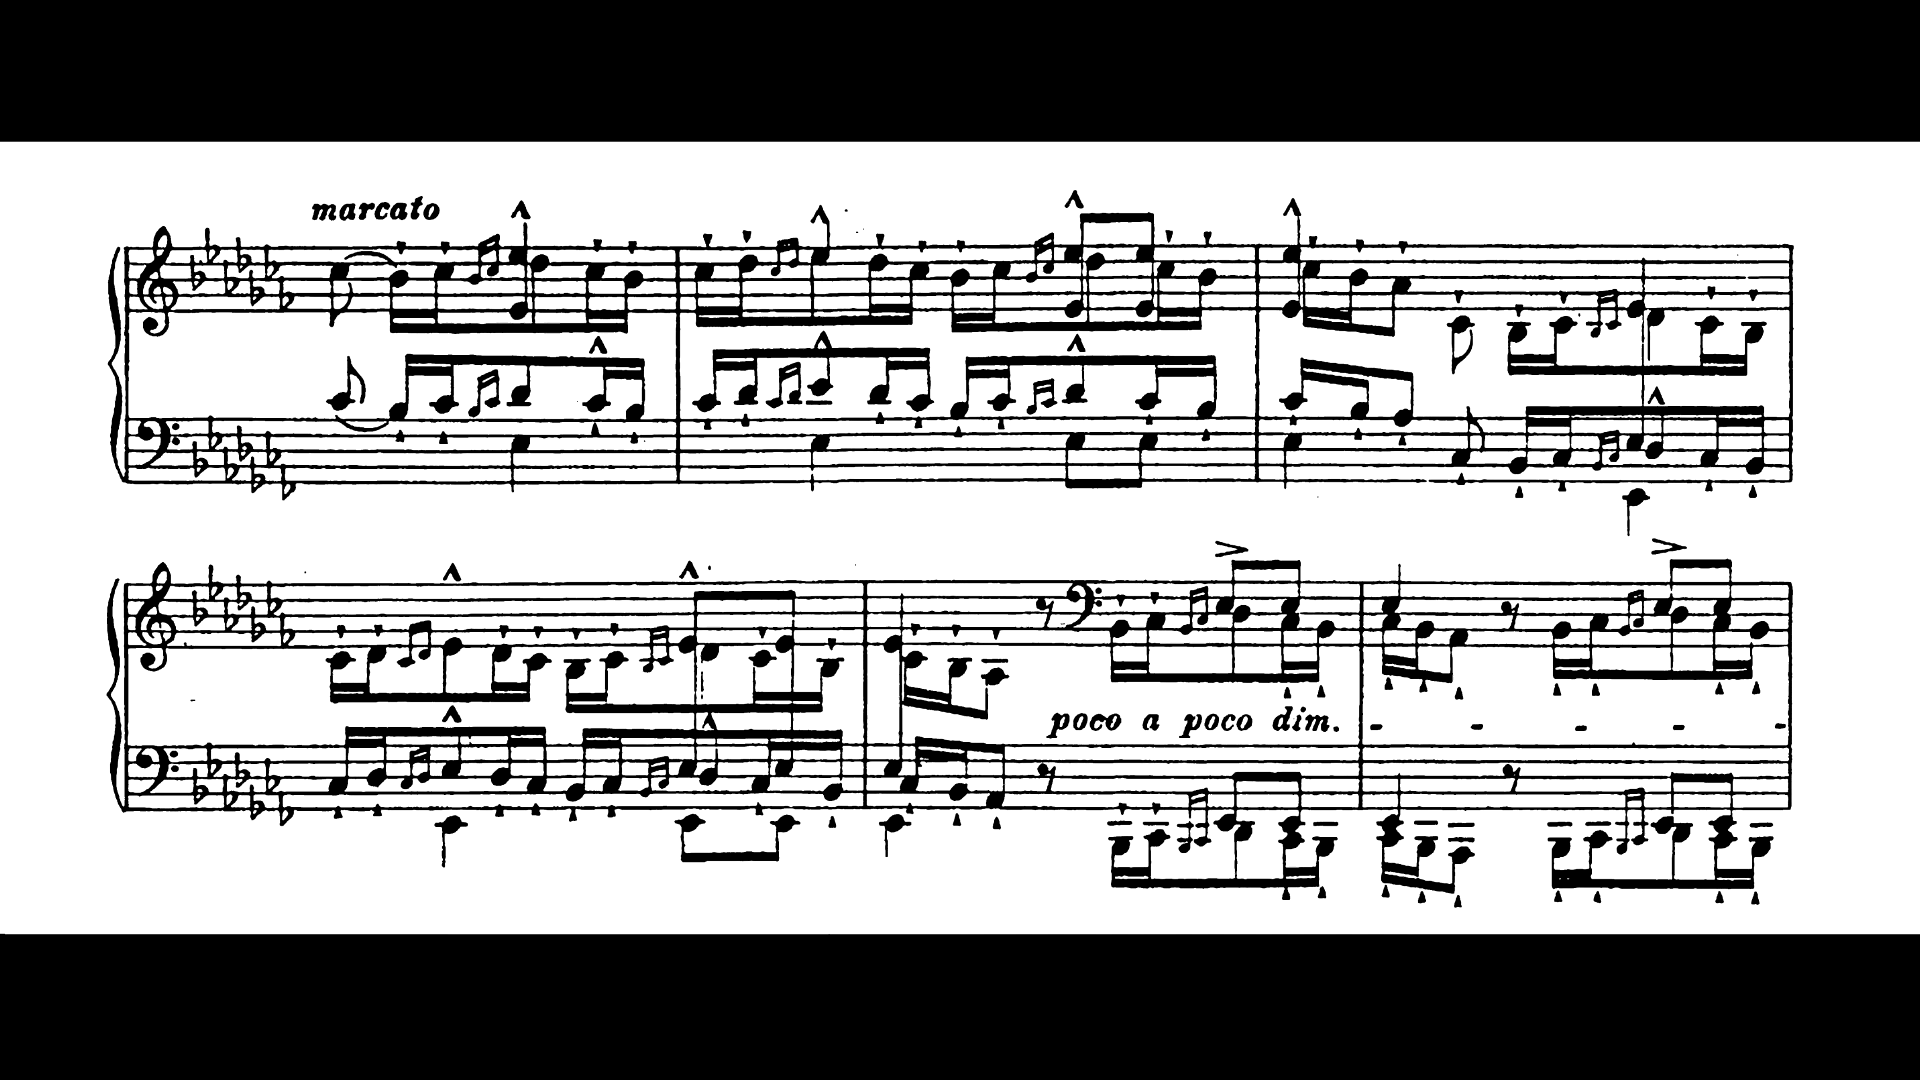 marcato
poco a poco dim. - - - - -